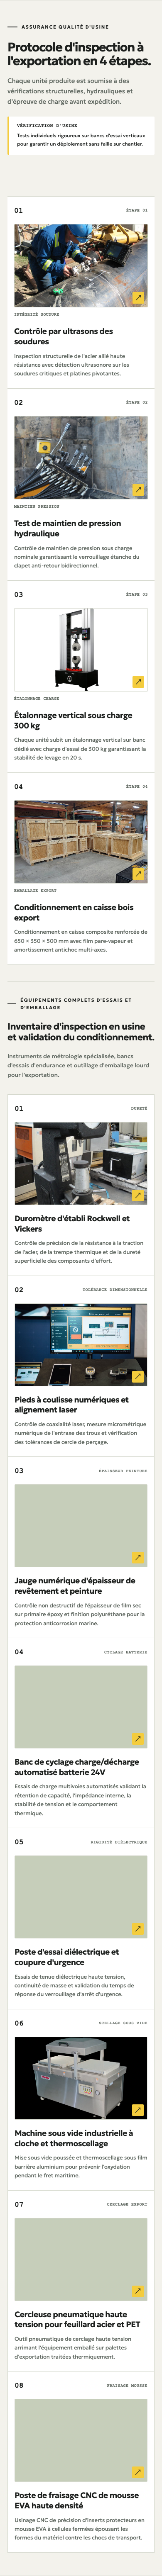 ASSURANCE QUALITÉ D'USINE
Protocole d'inspection à
l'exportation en 4 étapes.
Chaque unité produite est soumise à des
vérifications structurelles, hydrauliques et
d'épreuve de charge avant expédition.
VÉRIFICATION D'USINE
Tests individuels rigoureux sur bancs d'essai verticaux
pour garantir un déploiement sans faille sur chantier.
01
ÉTAPE 01
INTÉGRITÉ SOUDURE
Contrôle par ultrasons des
soudures
Inspection structurelle de l'acier allié haute
résistance avec détection ultrasonore sur les
soudures critiques et platines pivotantes.
02
ÉTAPE 02
MAINTIEN PRESSION
Test de maintien de pression
hydraulique
Contrôle de maintien de pression sous charge
nominale garantissant le verrouillage étanche du
clapet anti-retour bidirectionnel.
03
ÉTAPE 03
ÉTALONNAGE CHARGE
Étalonnage vertical sous charge
300 kg
Chaque unité subit un étalonnage vertical sur banc
dédié avec charge d'essai de 300 kg garantissant la
stabilité de levage en 20 s.
04
ÉTAPE 04
EMBALLAGE EXPORT
Conditionnement en caisse bois
export
Conditionnement en caisse composite renforcée de
650 × 350 × 500 mm avec film pare-vapeur et
amortissement antichoc multi-axes.
ÉQUIPEMENTS COMPLETS D'ESSAIS ET
D'EMBALLAGE
Inventaire d'inspection en usine
et validation du conditionnement.
Instruments de métrologie spécialisés, bancs
d'essai d'endurance et outillage d'emballage lourd
pour l'exportation.
01
DURETÉ
Duromètre d'établi Rockwell et
Vickers
Contrôle de précision de la résistance à la traction
de l'acier, de la trempe thermique et de la dureté
superficielle des composants d'effort.
02
TOLÉRANCE DIMENSIONNELLE
Pieds à coulisse numériques et
alignement laser
Contrôle de coaxialité laser, mesure micrométrique
numérique de l'entraxe des trous et vérification
des tolérances de cercle de perçage.
03
ÉPAISSEUR PEINTURE
Jauge numérique d'épaisseur de
revêtement et peinture
Contrôle non destructif de l'épaisseur de film sec
sur primaire époxy et finition polyuréthane pour la
protection anticorrosion marine.
04
CYCLAGE BATTERIE
Banc de cyclage charge/décharge
automatisé batterie 24V
Essais de charge multivoies automatisés validant la
rétention de capacité, l'impédance interne, la
stabilité de tension et le comportement
thermique.
05
RIGIDITÉ DIÉLECTRIQUE
Poste d'essai diélectrique et
coupure d'urgence
Essais de tenue diélectrique haute tension,
continuité de masse et validation du temps de
réponse du verrouillage d'arrêt d'urgence.
06
SCELLAGE SOUS VIDE
Machine sous vide industrielle à
cloche et thermoscellage
Mise sous vide poussée et thermoscellage sous film
barrière aluminium pour prévenir l'oxydation
pendant le fret maritime.
07
CERCLAGE EXPORT
Cercleuse pneumatique haute
tension pour feuillard acier et PET
Outil pneumatique de cerclage haute tension
arrimant l'équipement emballé sur palettes
d'exportation traitées thermiquement.
08
FRAISAGE MOUSSE
Poste de fraisage CNC de mousse
EVA haute densité
Usinage CNC de précision d'inserts protecteurs en
mousse EVA à cellules fermées épousant les
formes du matériel contre les chocs de transport.